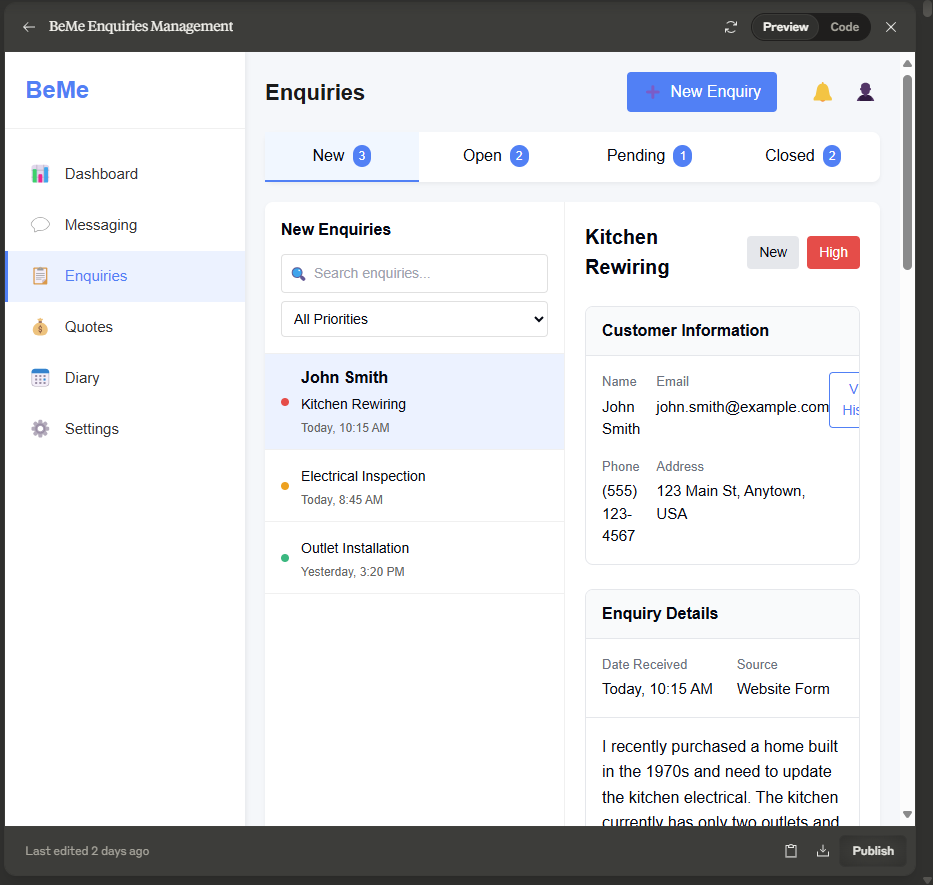 BeMe Enquiries Management
Preview
Code
BeMe
Dashboard
Messaging
Enquiries
Quotes
Diary
Settings
Enquiries
New Enquiry
New 3
Open 2
Pending 1
Closed 2
New Enquiries
Search enquiries...
All Priorities
John Smith
Kitchen Rewiring
Today, 10:15 AM
Electrical Inspection
Today, 8:45 AM
Outlet Installation
Yesterday, 3:20 PM
Kitchen
Rewiring
New
High
Customer Information
Name
John
Smith
Email
john.smith@example.com
Phone
(555)
123-
4567
Address
123 Main St, Anytown,
USA
Enquiry Details
Date Received
Today, 10:15 AM
Source
Website Form
I recently purchased a home built
in the 1970s and need to update
the kitchen electrical. The kitchen
currently has only two outlets and
Last edited 2 days ago
Publish